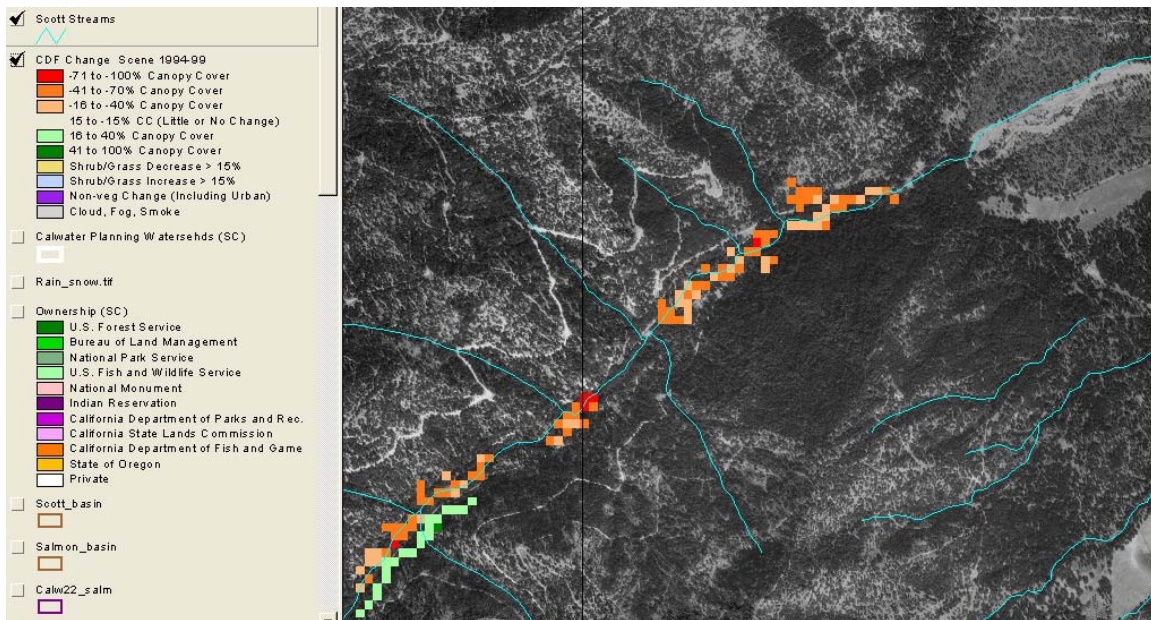 Scott Streams
CDF Change Scene 1994-99
-71 to -100% Canopy Cover
-41 to -70% Canopy Cover
-16 to -40% Canopy Cover
15 to -15% CC (Little or No Change)
16 to 40% Canopy Cover
41 to 100% Canopy Cover
Shrub/Grass Decrease > 15%
Shrub/Grass Increase > 15%
Non-veg Change (Including Urban)
Cloud, Fog, Smoke
Calwater Planning Watersehds (SC)
Rain_snow.tif
Ownership (SC)
U.S. Forest Service
Bureau of Land Management
National Park Service
U.S. Fish and Wildlife Service
National Monument
Indian Reservation
California Department of Parks and Rec.
California State Lands Commission
California Department of Fish and Game
State of Oregon
Private
Scott_basin
Salmon_basin
Calw22_salm